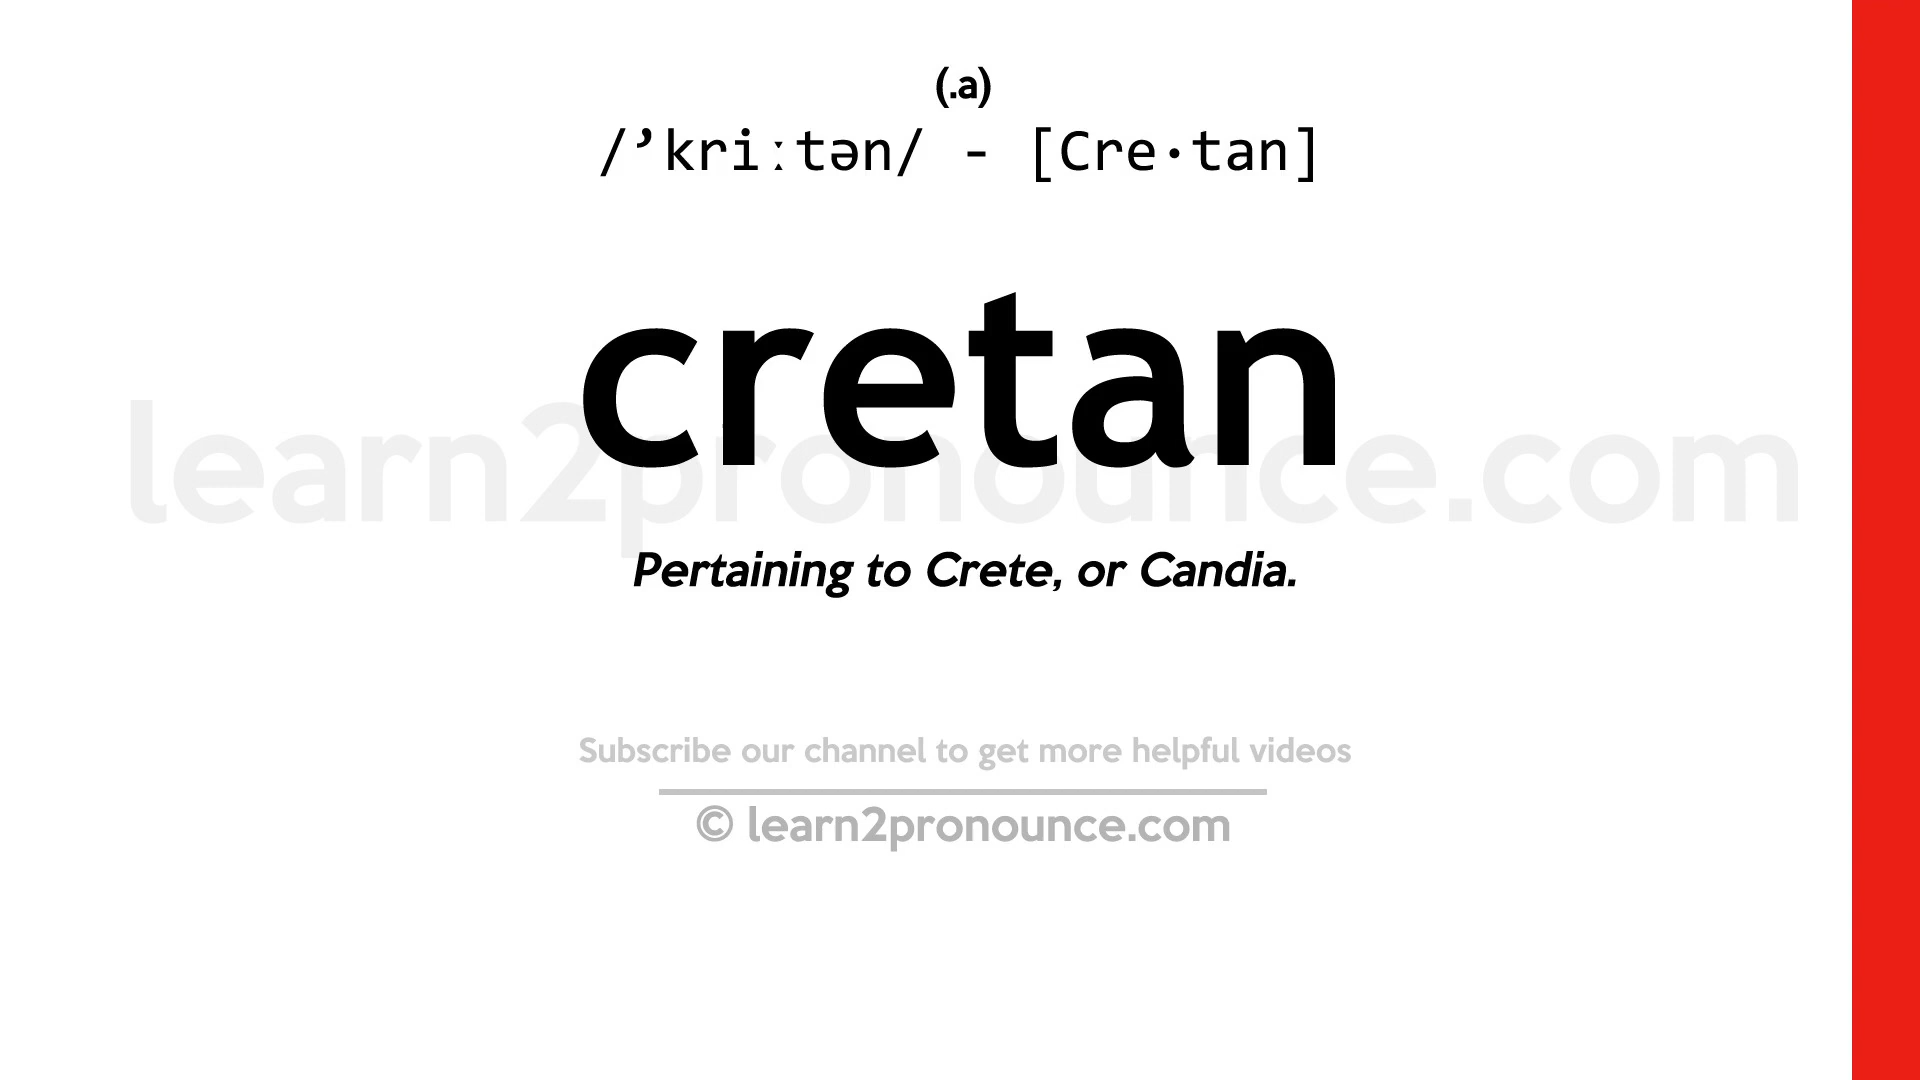 (.a)
/’kriːtən/ - [Cre·tan]
cretan
learn2pronounce.com
Pertaining to Crete, or Candia.
Subscribe our channel to get more helpful videos
© learn2pronounce.com